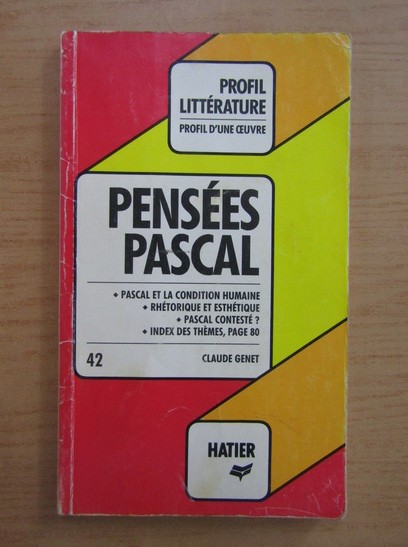 PROFIL
LITTÉRATURE
PROFIL D'UNE ŒUVRE
PENSÉES
PASCAL
♦ PASCAL ET LA CONDITION HUMAINE
♦ RHÉTORIQUE ET ESTHÉTIQUE
♦ PASCAL CONTESTÉ ?
♦ INDEX DES THÈMES, PAGE 80
42 CLAUDE GENET
HATIER